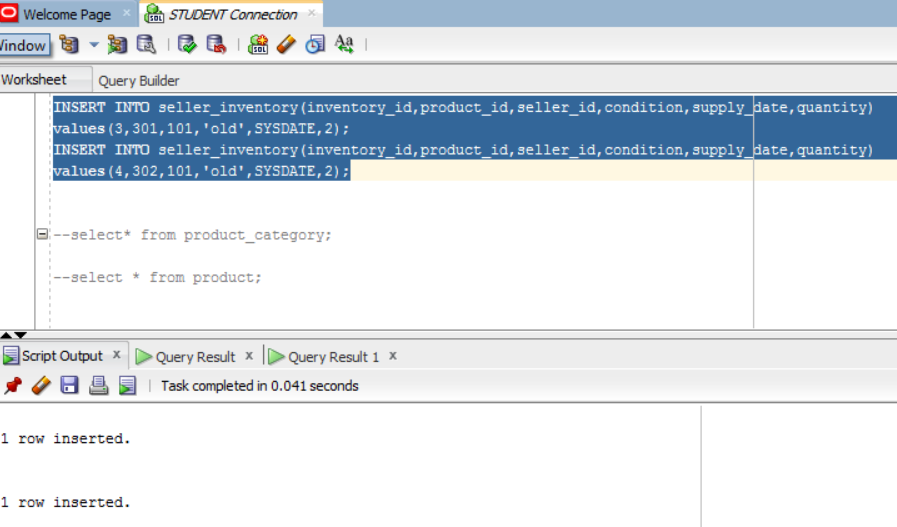 Welcome Page
STUDENT Connection
Window
Worksheet
Query Builder
INSERT INTO seller_inventory(inventory_id,product_id,seller_id,condition,supply_date,quantity)
values(3,301,101,'old',SYSDATE,2);
INSERT INTO seller_inventory(inventory_id,product_id,seller_id,condition,supply_date,quantity)
values(4,302,101,'old',SYSDATE,2);
--select* from product_category;
--select * from product;
Script Output x
Query Result x
Query Result 1 x
Task completed in 0.041 seconds
1 row inserted.
1 row inserted.